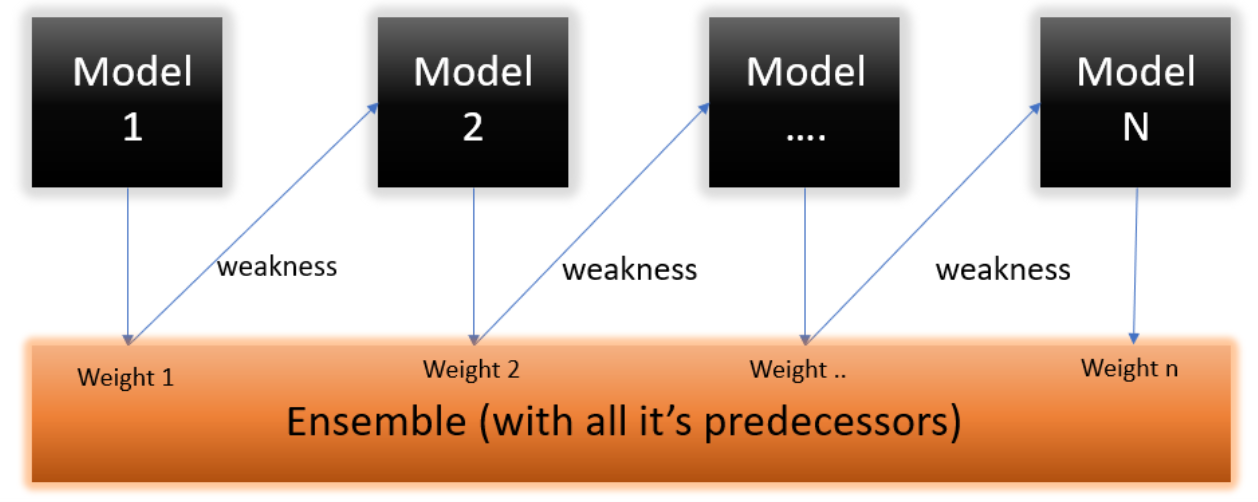 Model
1
Model
2
Model
....
Model
N
weakness
weakness
weakness
Weight 1
Weight 2
Weight ..
Weight n
Ensemble (with all it's predecessors)